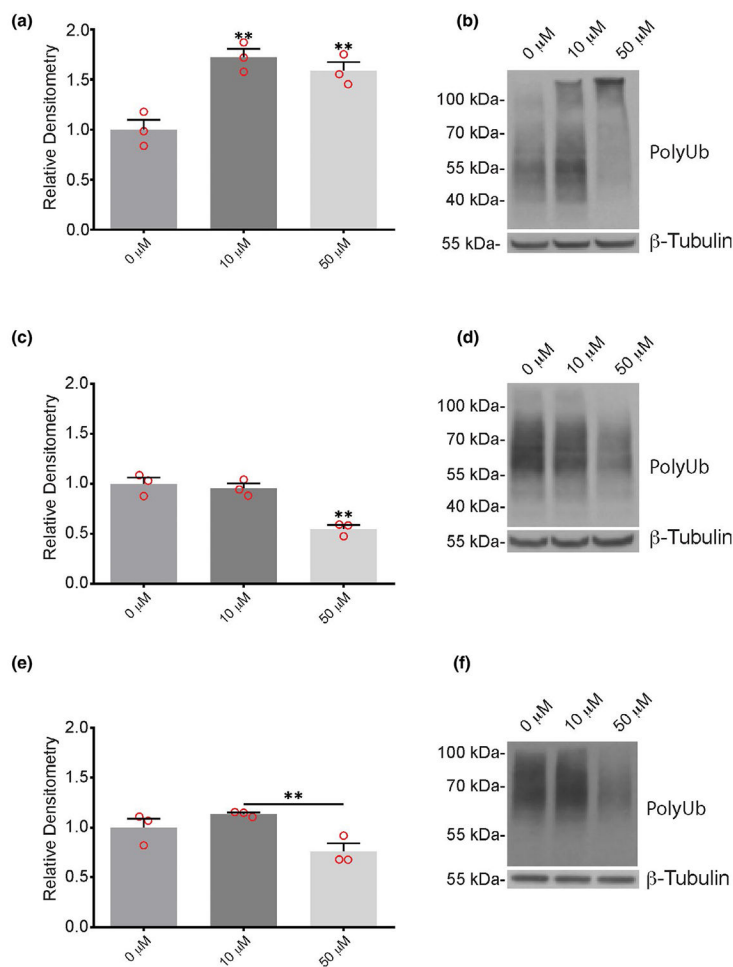 (a)
Relative Densitometry
2.0
1.5
1.0
0.5
0.0
**
**
0 μM
10 μM
50 μM
(b)
0 μM
10 μM
50 μM
100 kDa-
70 kDa-
55 kDa-
40 kDa-
PolyUb
55 kDa-
β-Tubulin
(c)
Relative Densitometry
2.0
1.5
1.0
0.5
0.0
**
0 μM
10 μM
50 μM
(d)
0 μM
10 μM
50 μM
100 kDa-
70 kDa-
55 kDa-
40 kDa-
PolyUb
55 kDa-
β-Tubulin
(e)
Relative Densitometry
2.0
1.5
1.0
0.5
0.0
**
0 μM
10 μM
50 μM
(f)
0 μM
10 μM
50 μM
100 kDa-
70 kDa-
55 kDa-
PolyUb
55 kDa-
β-Tubulin